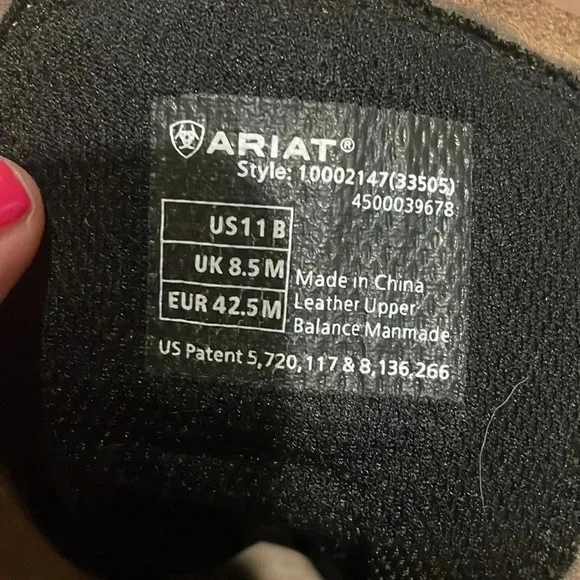 ARIAT®
Style: 10002147(33505)
4500039678
US11 B
UK 8.5 M
EUR 42.5 M
Made in China
Leather Upper
Balance Manmade
US Patent 5,720,117 & 8,136,266